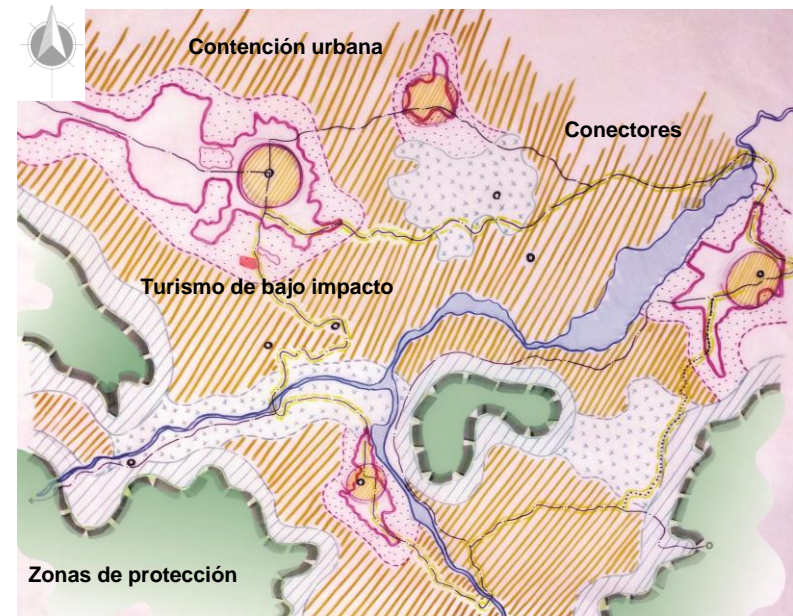 Contención urbana
Conectores
Turismo de bajo impacto
Zonas de protección